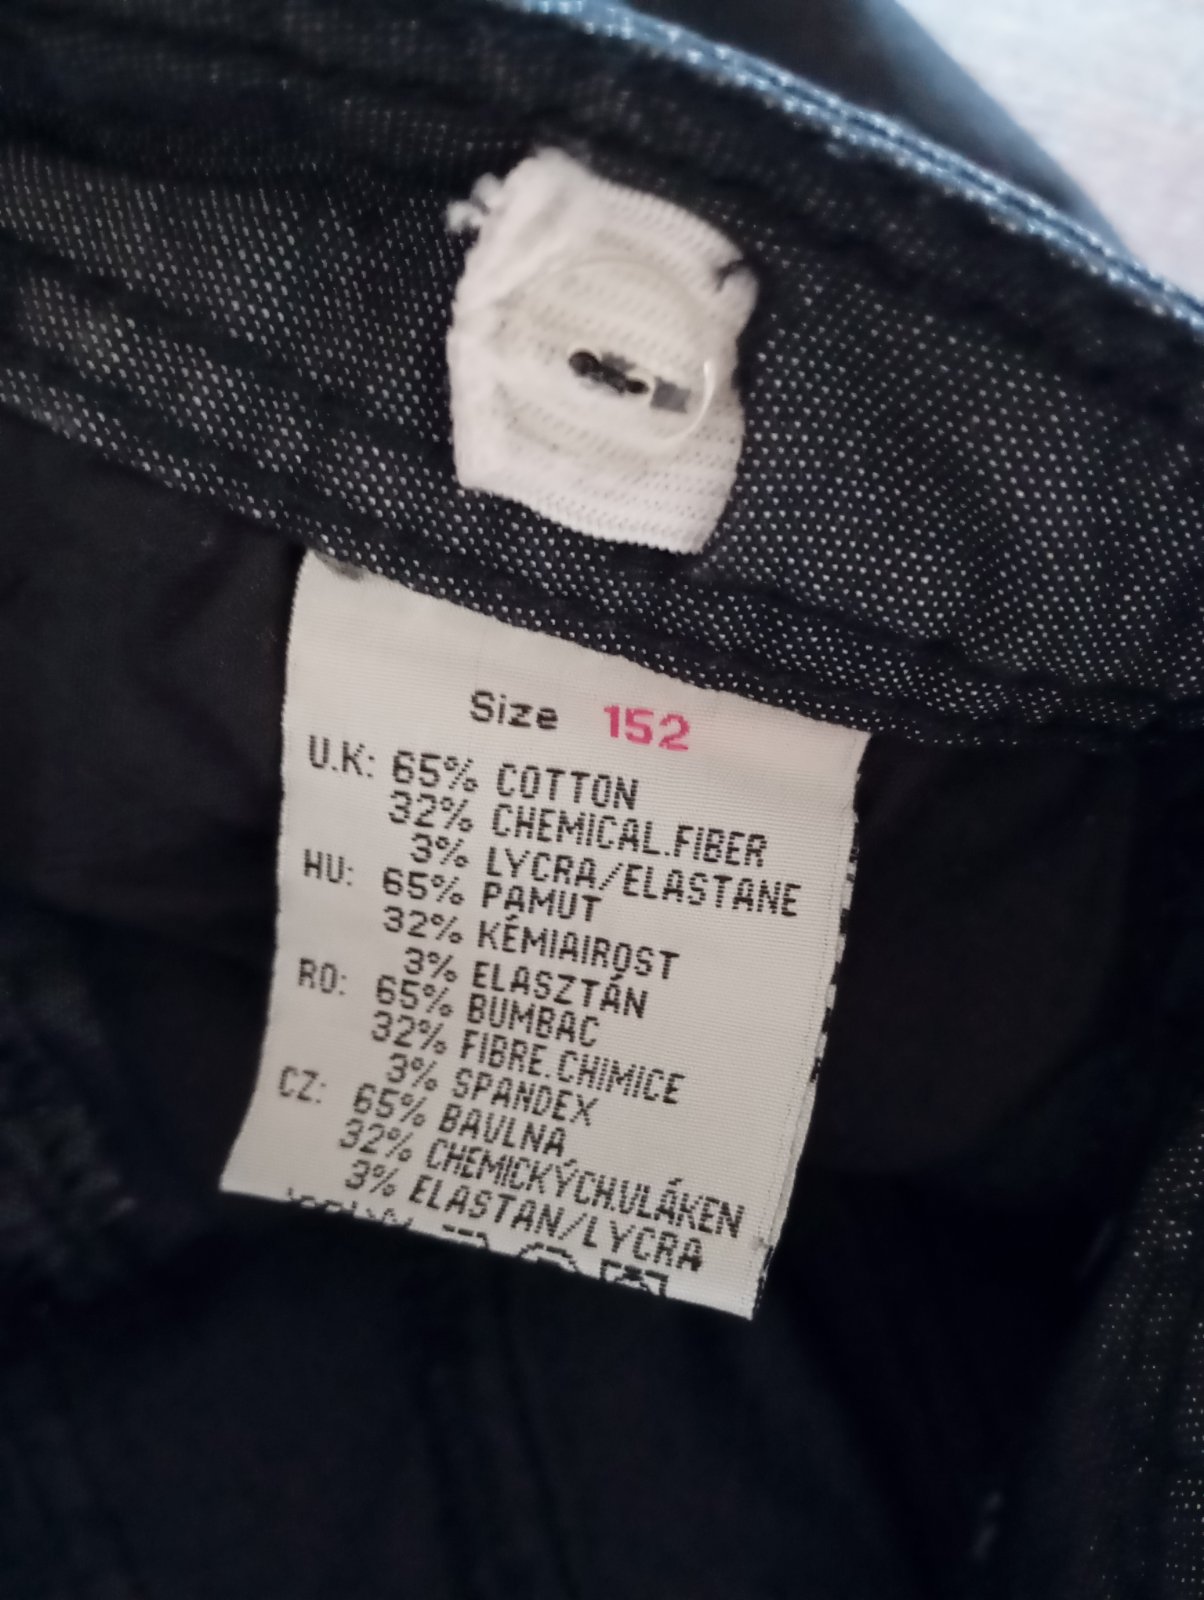 Size 152
U.K: 65% COTTON
32% CHEMICAL.FIBER
3% LYCRA/ELASTANE
HU: 65% PAMUT
32% KÉMIAIROST
3% ELASZTÁN
RO: 65% BUMBAC
32% FIBRE.CHIMICE
3% SPANDEX
CZ: 65% BAVLNA
32% CHEMICKÝCH.VLÁKEN
3% ELASTAN/LYCRA